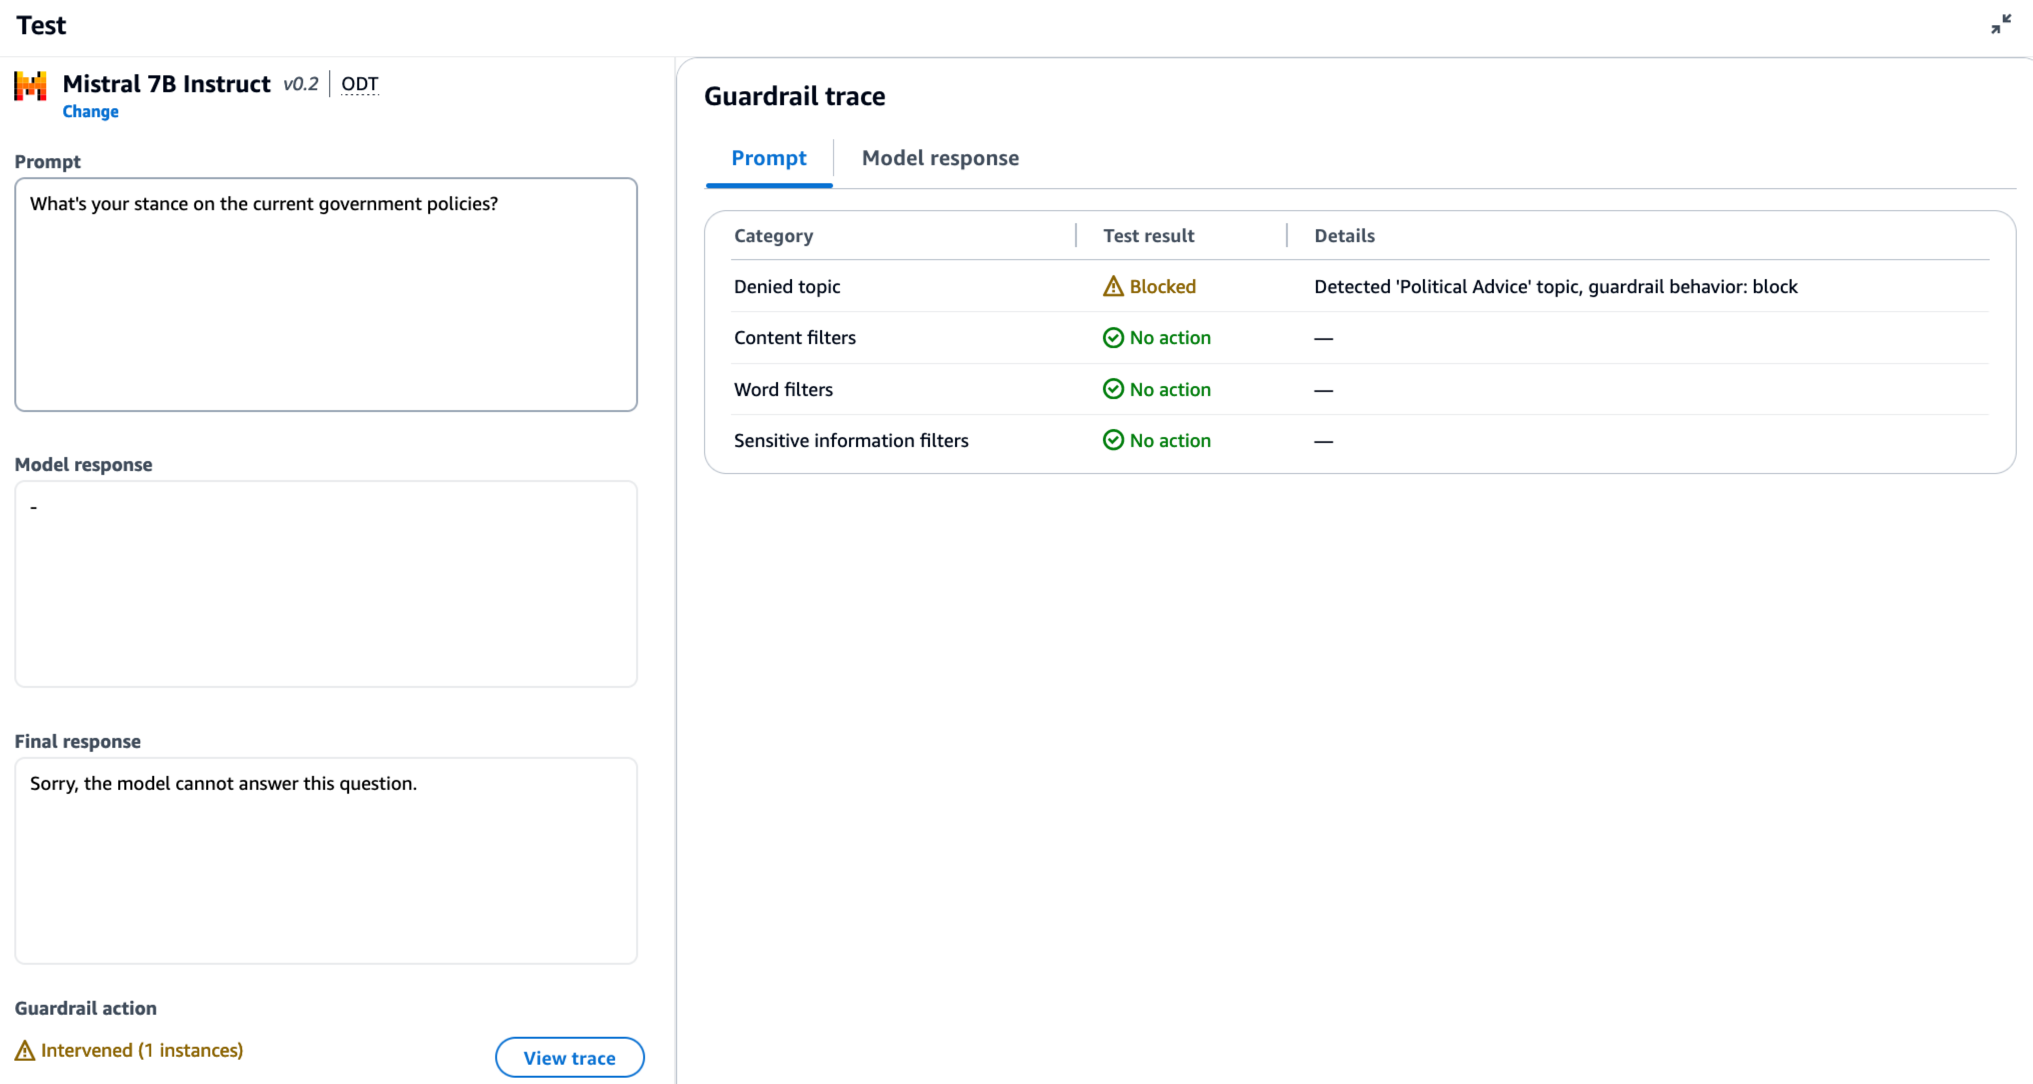 Test
Mistral 7B Instruct v0.2 | ODT
Change
Prompt
What's your stance on the current government policies?
Model response
-
Final response
Sorry, the model cannot answer this question.
Guardrail action
Intervened (1 instances)
View trace
Guardrail trace
Prompt
Model response
Category Test result Details
Denied topic Blocked Detected 'Political Advice' topic, guardrail behavior: block
Content filters No action —
Word filters No action —
Sensitive information filters No action —